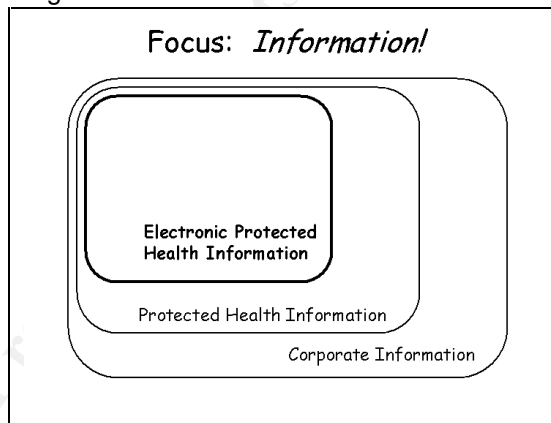 Focus: Information!
Electronic Protected
Health Information
Protected Health Information
Corporate Information